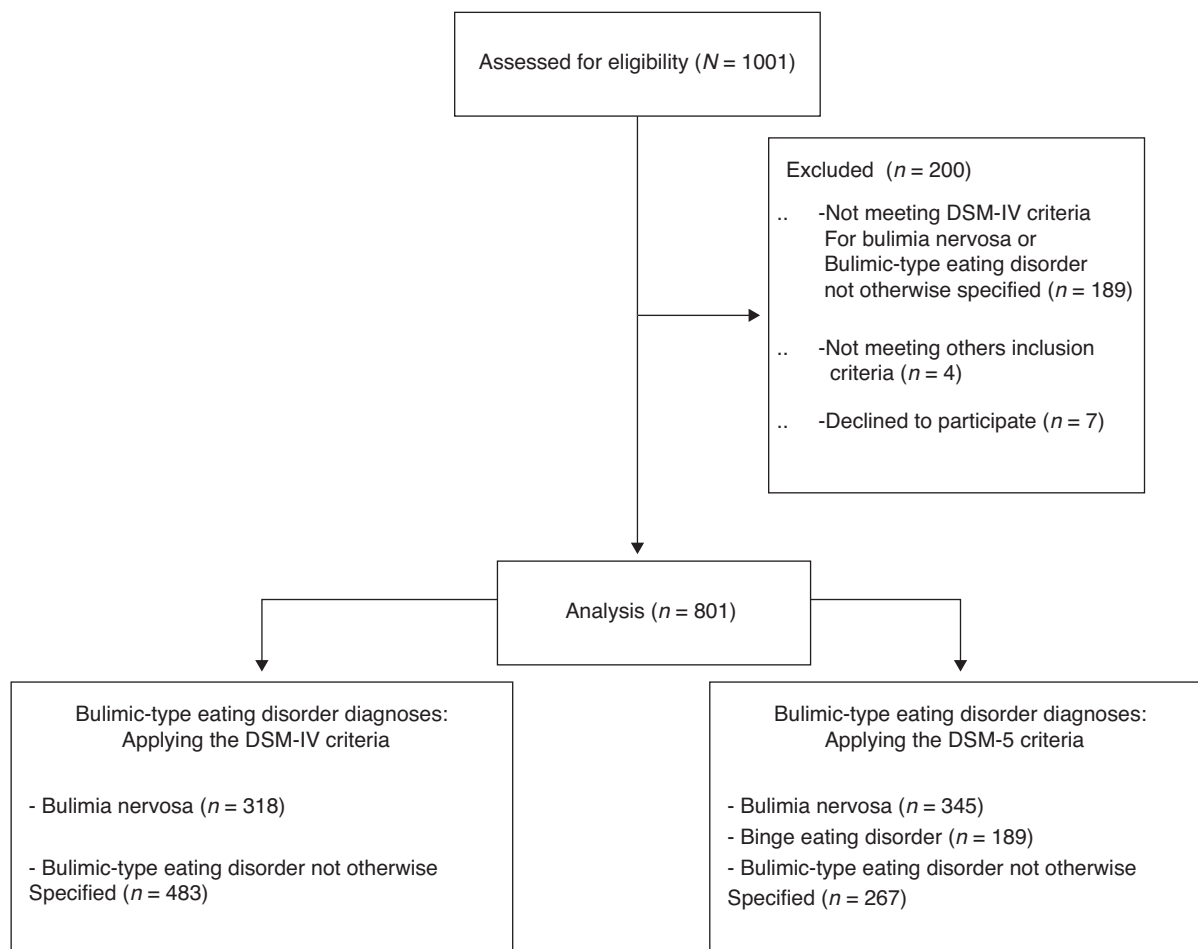 Assessed for eligibility (N = 1001)
Excluded (n = 200)
.. -Not meeting DSM-IV criteria
For bulimia nervosa or
Bulimic-type eating disorder
not otherwise specified (n = 189)
.. -Not meeting others inclusion
criteria (n = 4)
.. -Declined to participate (n = 7)
Analysis (n = 801)
Bulimic-type eating disorder diagnoses:
Applying the DSM-IV criteria
- Bulimia nervosa (n = 318)
- Bulimic-type eating disorder not otherwise
Specified (n = 483)
Bulimic-type eating disorder diagnoses:
Applying the DSM-5 criteria
- Bulimia nervosa (n = 345)
- Binge eating disorder (n = 189)
- Bulimic-type eating disorder not otherwise
Specified (n = 267)